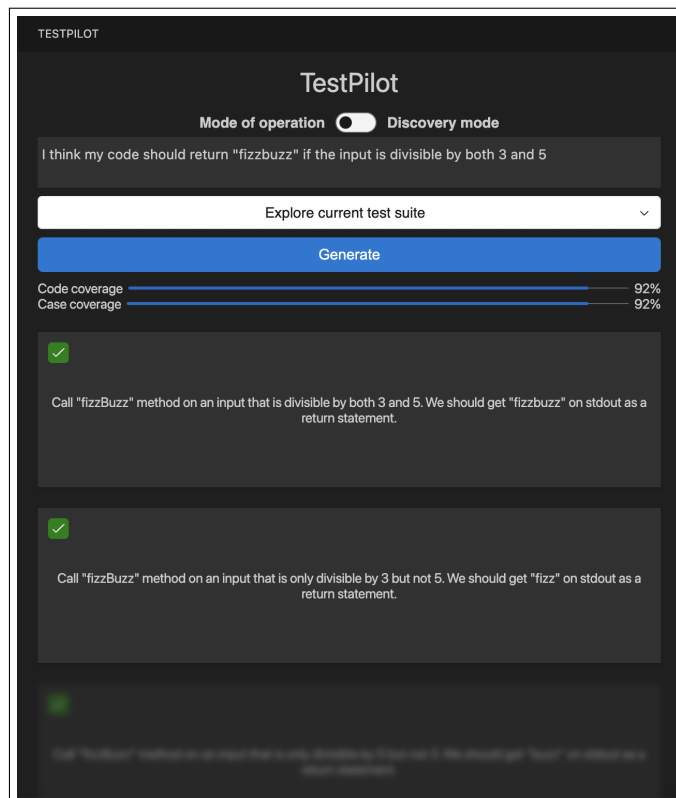 TESTPILOT
TestPilot
Mode of operation Discovery mode
I think my code should return "fizzbuzz" if the input is divisible by both 3 and 5
Explore current test suite
Generate
Code coverage 92%
Case coverage 92%
Call "fizzBuzz" method on an input that is divisible by both 3 and 5. We should get "fizzbuzz" on stdout as a
return statement.
Call "fizzBuzz" method on an input that is only divisible by 3 but not 5. We should get "fizz" on stdout as a
return statement.